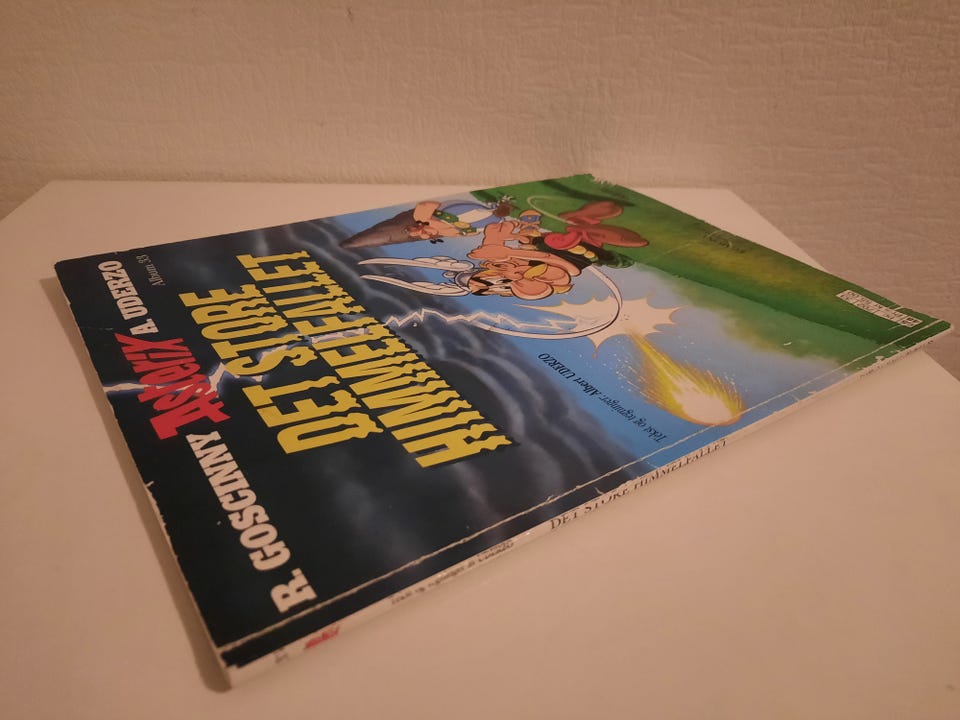 R. GOSCINNY Asterix A. UDERZO
Album 33
DET STORE
HIMMELFALLET
Tekst og tegninger: Albert UDERZO
DET STORE HIMMELFALLET